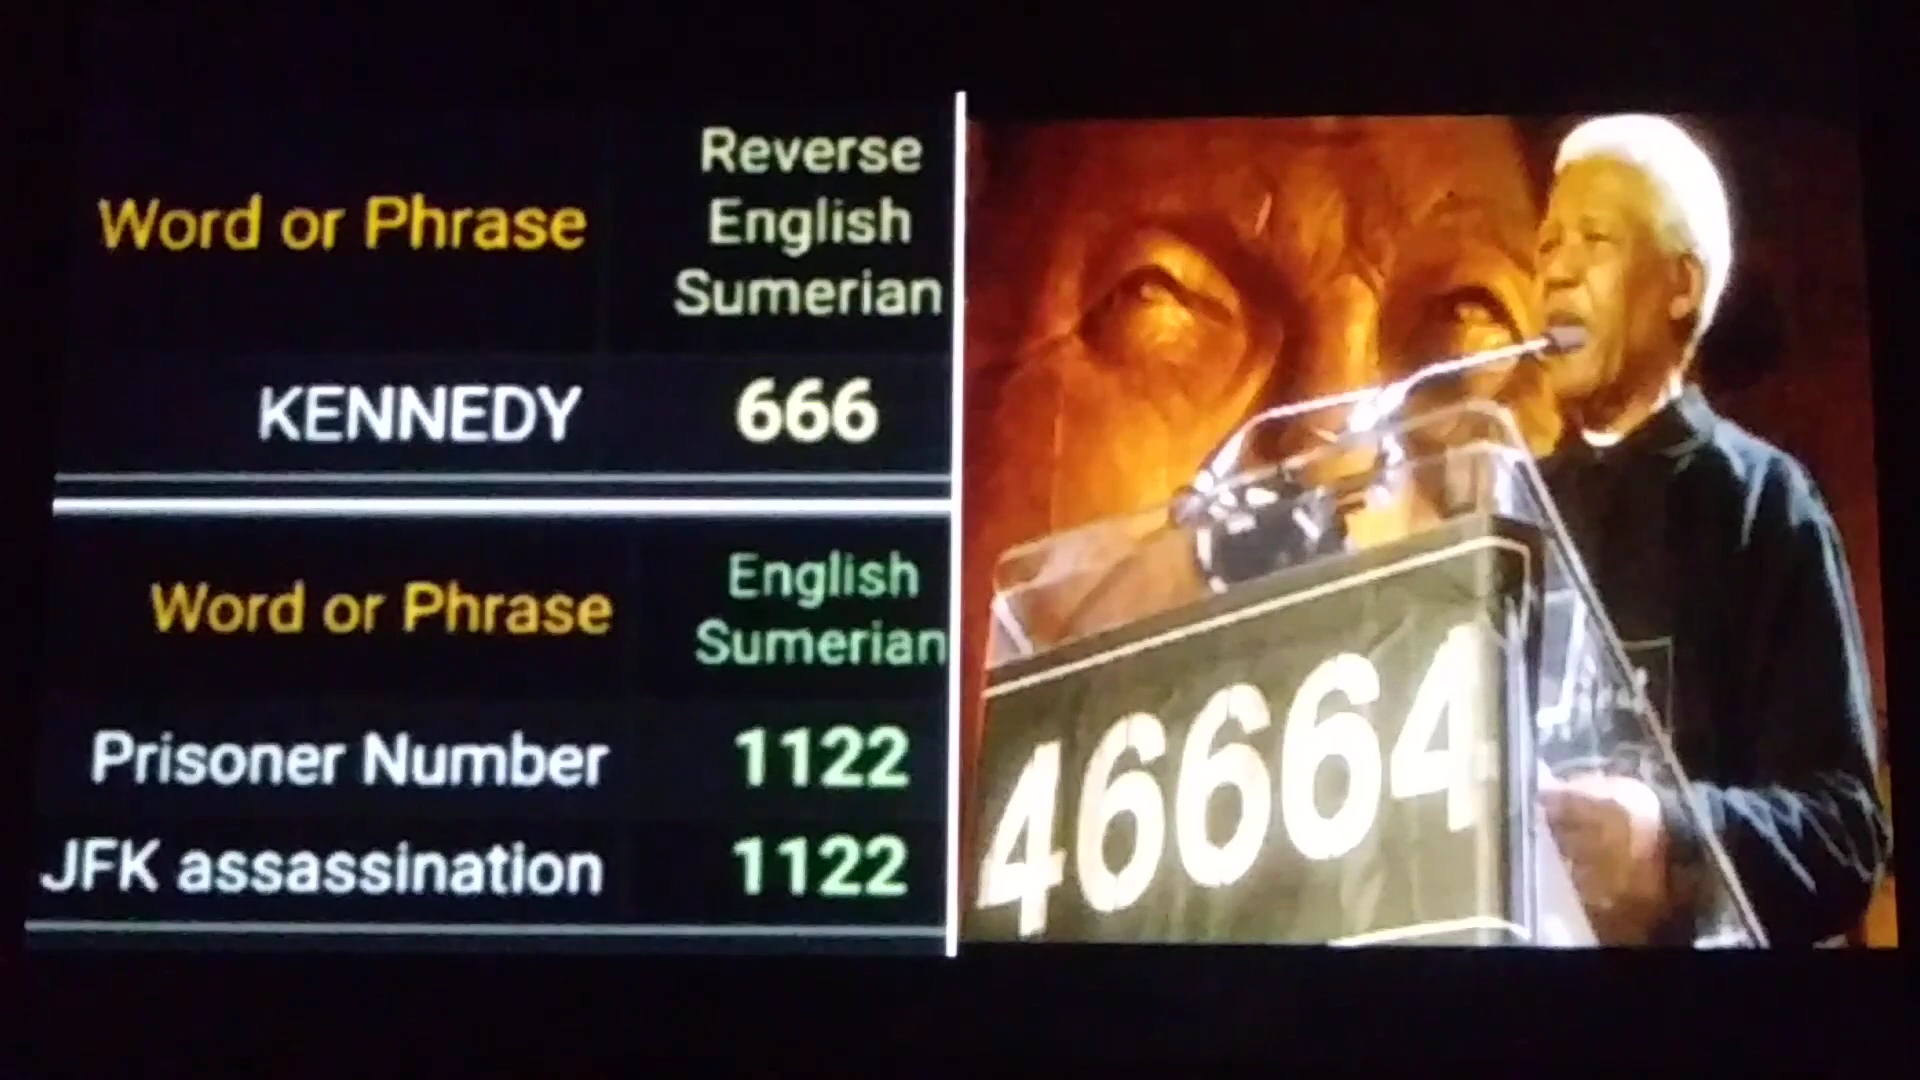 Word or Phrase
Reverse
English
Sumerian
KENNEDY 666
Word or Phrase
English
Sumerian
Prisoner Number 1122
JFK assassination 1122
46664